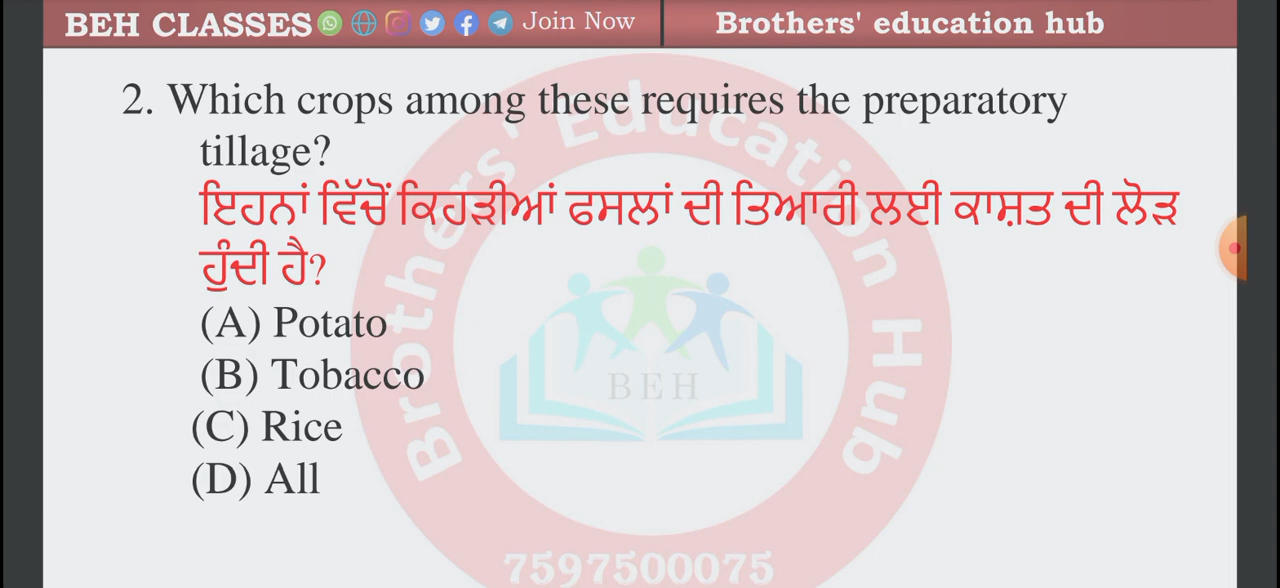 BEH CLASSES Join Now Brothers' education hub
2. Which crops among these requires the preparatory
tillage?
ਇਹਨਾਂ ਵਿੱਚੋਂ ਕਿਹੜੀਆਂ ਫਸਲਾਂ ਦੀ ਤਿਆਰੀ ਲਈ ਕਾਸ਼ਤ ਦੀ ਲੋੜ
ਹੁੰਦੀ ਹੈ?
(A) Potato
(B) Tobacco
(C) Rice
(D) All
Brothers' Education Hub
BEH
7597500075